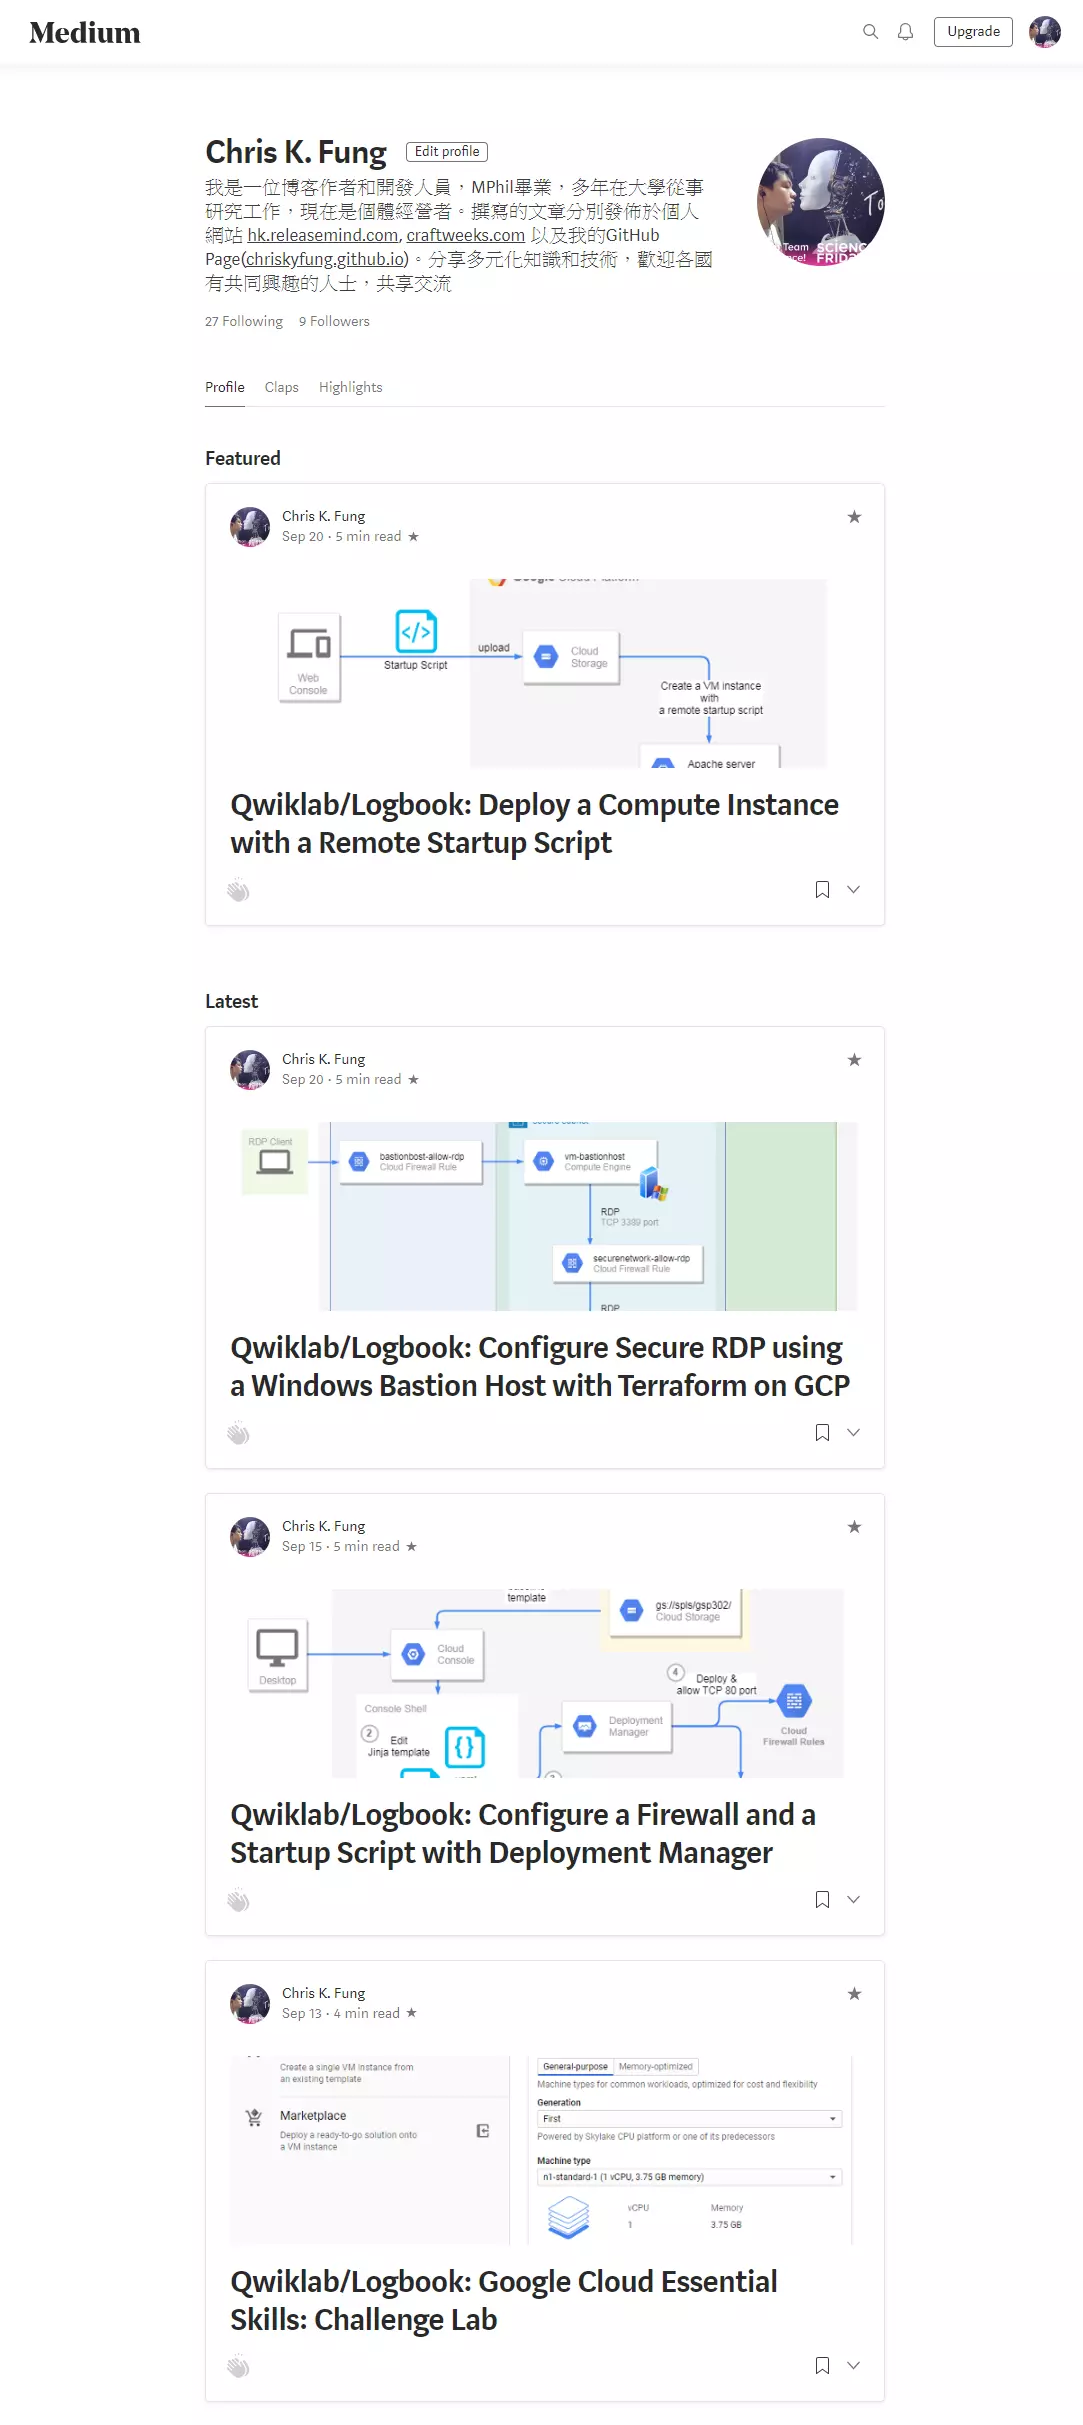 Medium
Upgrade
Chris K. Fung
Edit profile
我是一位博客作者和開發人員，MPhil畢業，多年在大學從事
研究工作，現在是個體經營者。撰寫的文章分別發佈於個人
網站 hk.releasemind.com, craftweeks.com 以及我的GitHub
Page(chriskyfung.github.io)。分享多元化知識和技術，歡迎各國
有共同興趣的人士，共享交流
To
Team
SCIENC
nce!
FRIDA
27 Following 9 Followers
Profile Claps Highlights
Featured
Chris K. Fung
Sep 20 · 5 min read ★
Google Cloud Platform
Web
Console
</>
Startup Script
upload
Cloud
Storage
Create a VM instance
with
a remote startup script
Apache server
Qwiklab/Logbook: Deploy a Compute Instance
with a Remote Startup Script
Latest
Chris K. Fung
Sep 20 · 5 min read ★
RDP Client
bastionbost-allow-rdp
Cloud Firewall Rule
vm-bastionhost
Compute Engine
RDP
TCP 3389 port
securenetwork-allow-rdp
Cloud Firewall Rule
RDP
Qwiklab/Logbook: Configure Secure RDP using
a Windows Bastion Host with Terraform on GCP
Chris K. Fung
Sep 15 · 5 min read ★
template
gs://spls/gsp302/
Cloud Storage
Desktop
Cloud
Console
4
Deploy &
allow TCP 80 port
Console Shell
2
Edit
Jinja template
{}
Deployment
Manager
Cloud
Firewall Rules
Qwiklab/Logbook: Configure a Firewall and a
Startup Script with Deployment Manager
Chris K. Fung
Sep 13 · 4 min read ★
Create a single VM instance from
an existing template
Marketplace
Deploy a ready-to-go solution onto
a VM instance
General-purpose Memory-optimized
Machine types for common workloads, optimized for cost and flexibility
Generation
First
Powered by Skylake CPU platform or one of its predecessors
Machine type
n1-standard-1 (1 vCPU, 3.75 GB memory)
vCPU Memory
1 3.75 GB
Qwiklab/Logbook: Google Cloud Essential
Skills: Challenge Lab